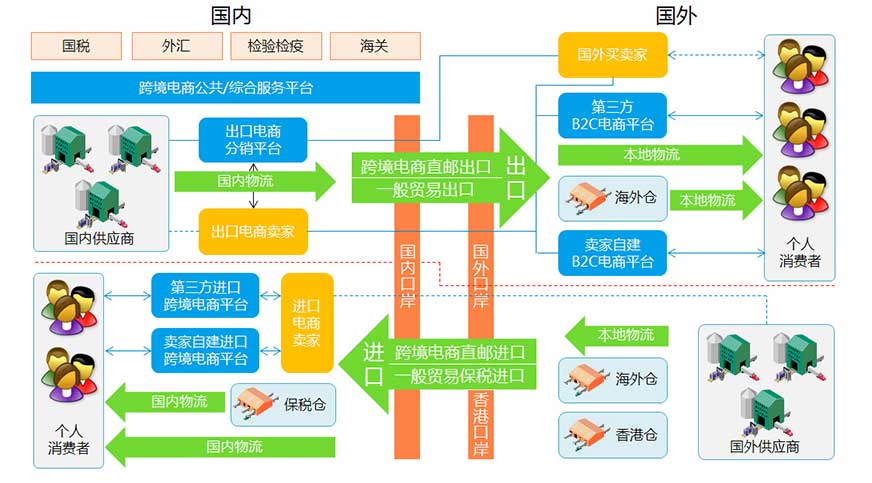 国内
国外
国税
外汇
检验检疫
海关
跨境电商公共/综合服务平台
国内供应商
出口电商
分销平台
国内物流
出口电商卖家
跨境电商直邮出口
一般贸易出口
出口
国内口岸
国外口岸
香港口岸
国外买卖家
第三方
B2C电商平台
本地物流
海外仓
本地物流
卖家自建
B2C电商平台
个人
消费者
个人
消费者
第三方进口
跨境电商平台
卖家自建进口
跨境电商平台
进口
电商
卖家
国内物流
保税仓
国内物流
进口
跨境电商直邮进口
一般贸易保税进口
本地物流
海外仓
香港仓
国外供应商